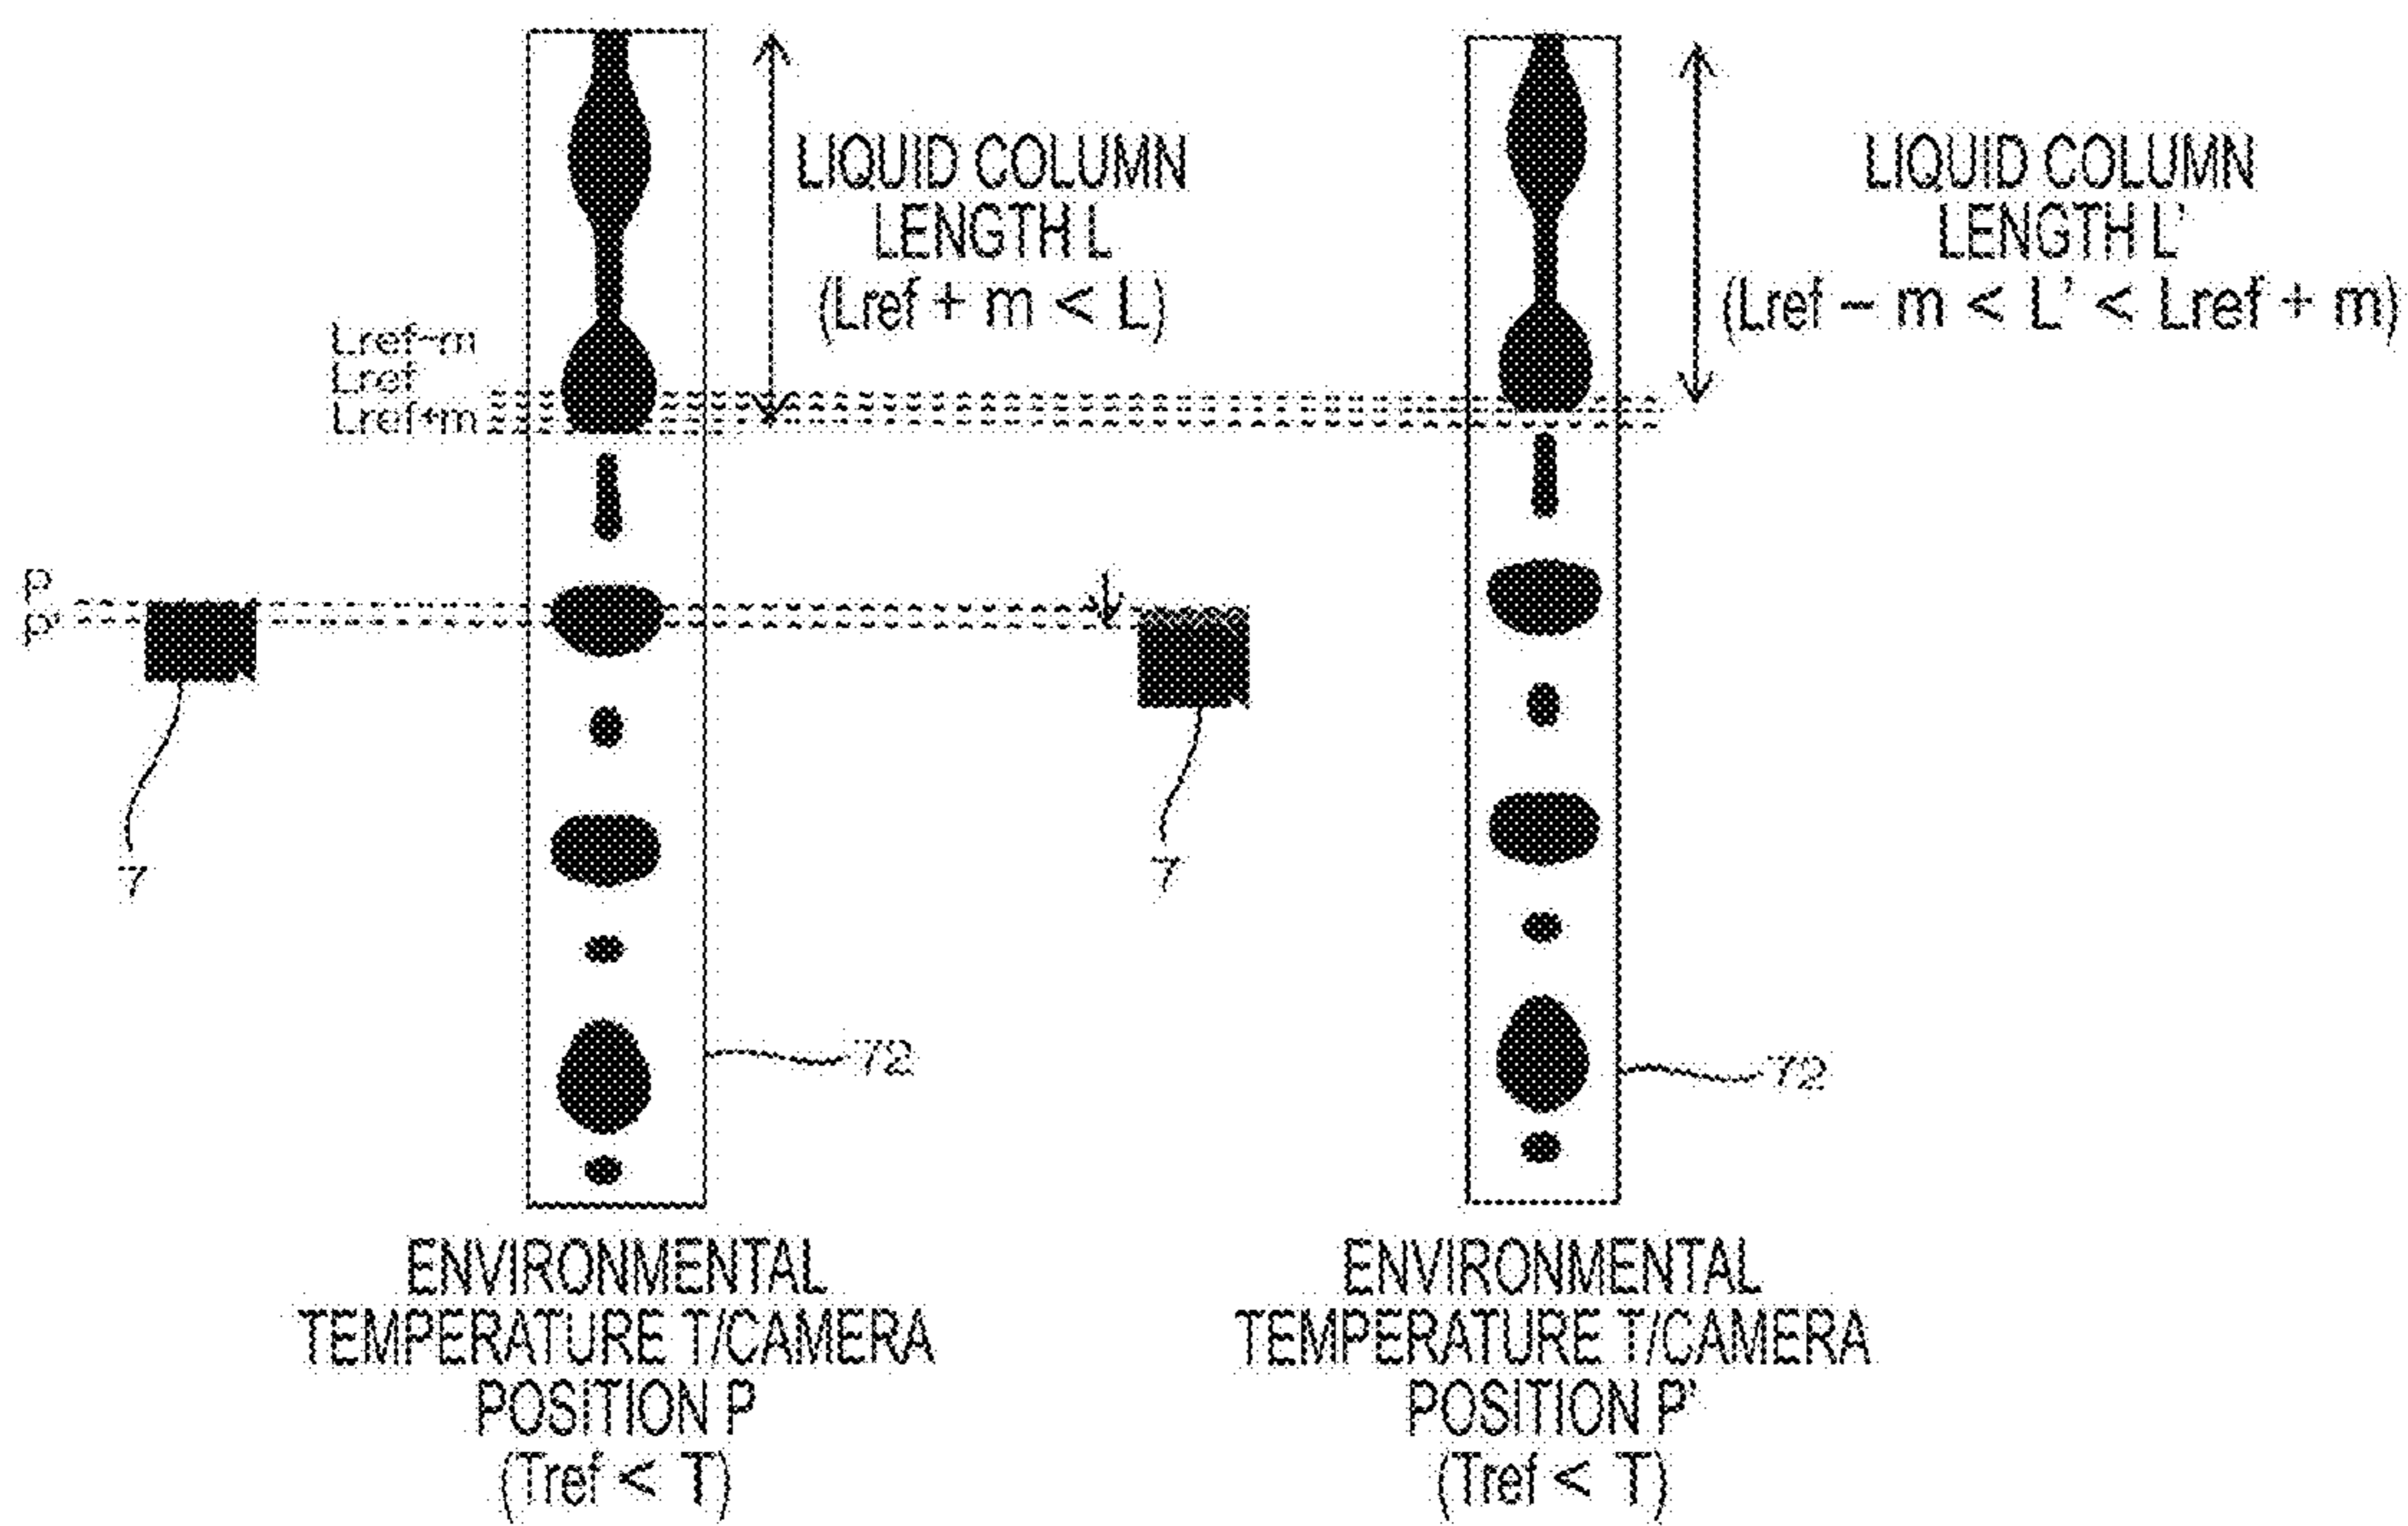 LIQUID COLUMN
LENGTH L
(Lref + m < L)
LIQUID COLUMN
LENGTH L'
(Lref – m < L' < Lref + m)
Lref-m
Lref
Lref+m
P
P'
7
7
72
72
ENVIRONMENTAL
TEMPERATURE T/CAMERA
POSITION P
(Tref < T)
ENVIRONMENTAL
TEMPERATURE T/CAMERA
POSITION P'
(Tref < T)